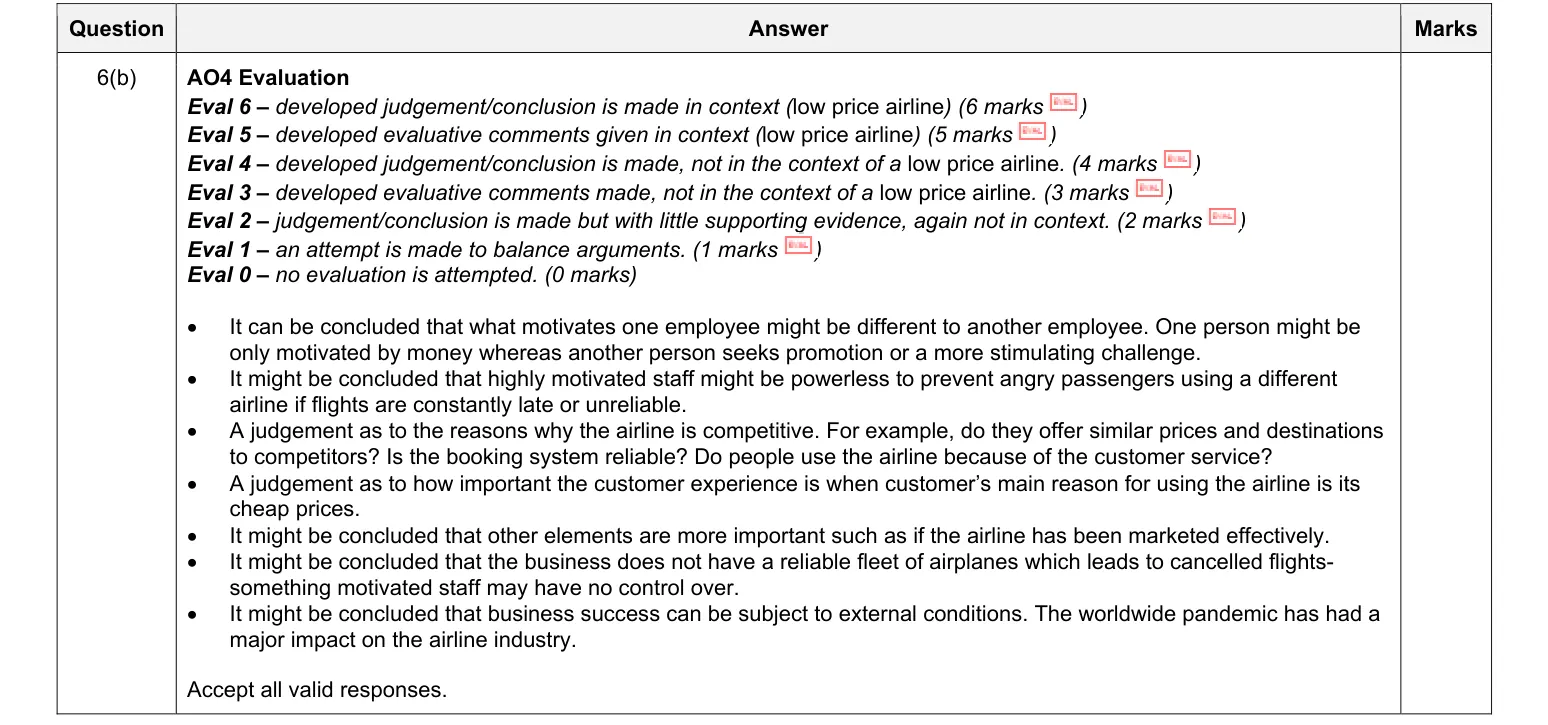 Question Answer Marks
6(b) AO4 Evaluation
Eval 6 – developed judgement/conclusion is made in context (low price airline) (6 marks EVAL)
Eval 5 – developed evaluative comments given in context (low price airline) (5 marks EVAL)
Eval 4 – developed judgement/conclusion is made, not in the context of a low price airline. (4 marks EVAL)
Eval 3 – developed evaluative comments made, not in the context of a low price airline. (3 marks EVAL)
Eval 2 – judgement/conclusion is made but with little supporting evidence, again not in context. (2 marks EVAL)
Eval 1 – an attempt is made to balance arguments. (1 marks EVAL)
Eval 0 – no evaluation is attempted. (0 marks)
• It can be concluded that what motivates one employee might be different to another employee. One person might be
only motivated by money whereas another person seeks promotion or a more stimulating challenge.
• It might be concluded that highly motivated staff might be powerless to prevent angry passengers using a different
airline if flights are constantly late or unreliable.
• A judgement as to the reasons why the airline is competitive. For example, do they offer similar prices and destinations
to competitors? Is the booking system reliable? Do people use the airline because of the customer service?
• A judgement as to how important the customer experience is when customer's main reason for using the airline is its
cheap prices.
• It might be concluded that other elements are more important such as if the airline has been marketed effectively.
• It might be concluded that the business does not have a reliable fleet of airplanes which leads to cancelled flights-
something motivated staff may have no control over.
• It might be concluded that business success can be subject to external conditions. The worldwide pandemic has had a
major impact on the airline industry.
Accept all valid responses.